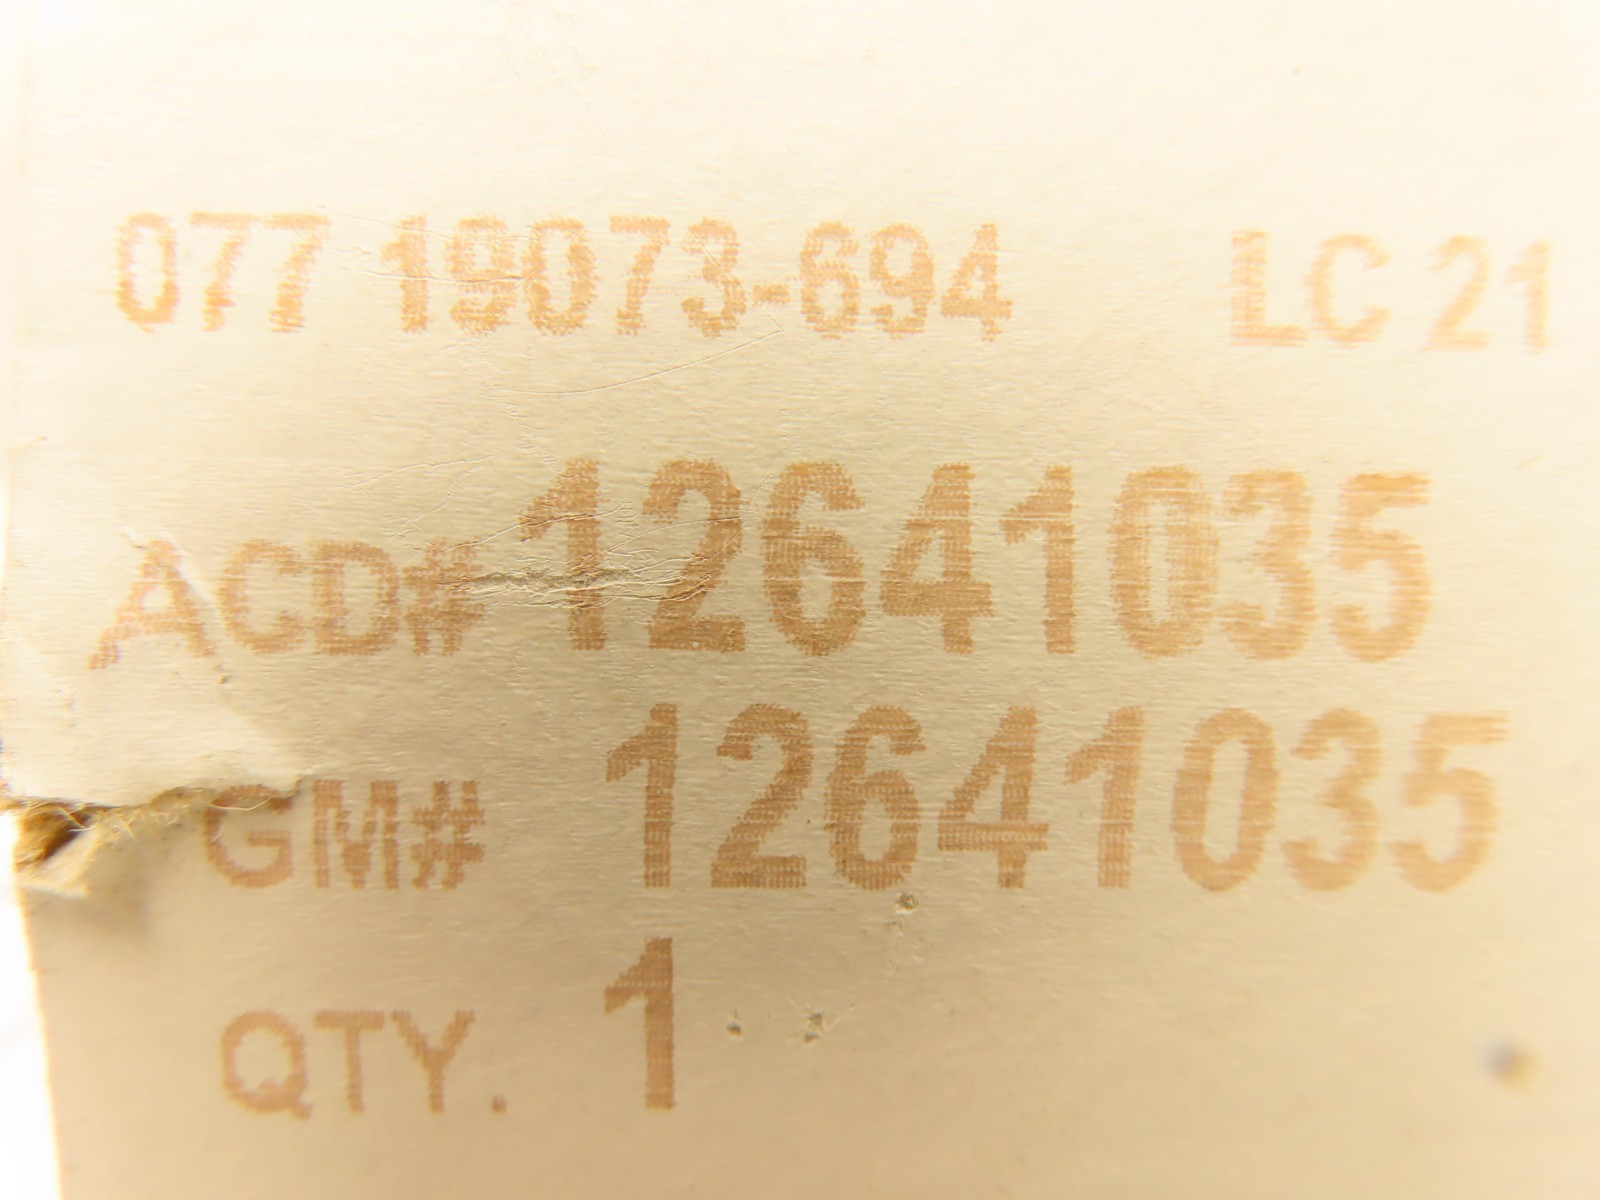 077 19073-694 LC 21
ACD# 12641035
GM# 12641035
QTY. 1